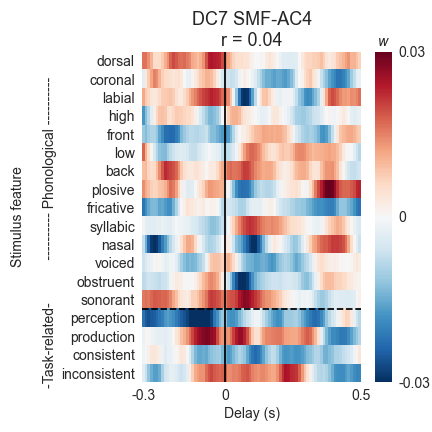 DC7 SMF-AC4
r = 0.04
w
dorsal
coronal
labial
high
front
low
back
plosive
fricative
syllabic
nasal
voiced
obstruent
sonorant
perception
production
consistent
inconsistent
Stimulus feature
---------- Phonological ----------
-Task-related-
0.03
0
-0.03
-0.3
0
0.5
Delay (s)